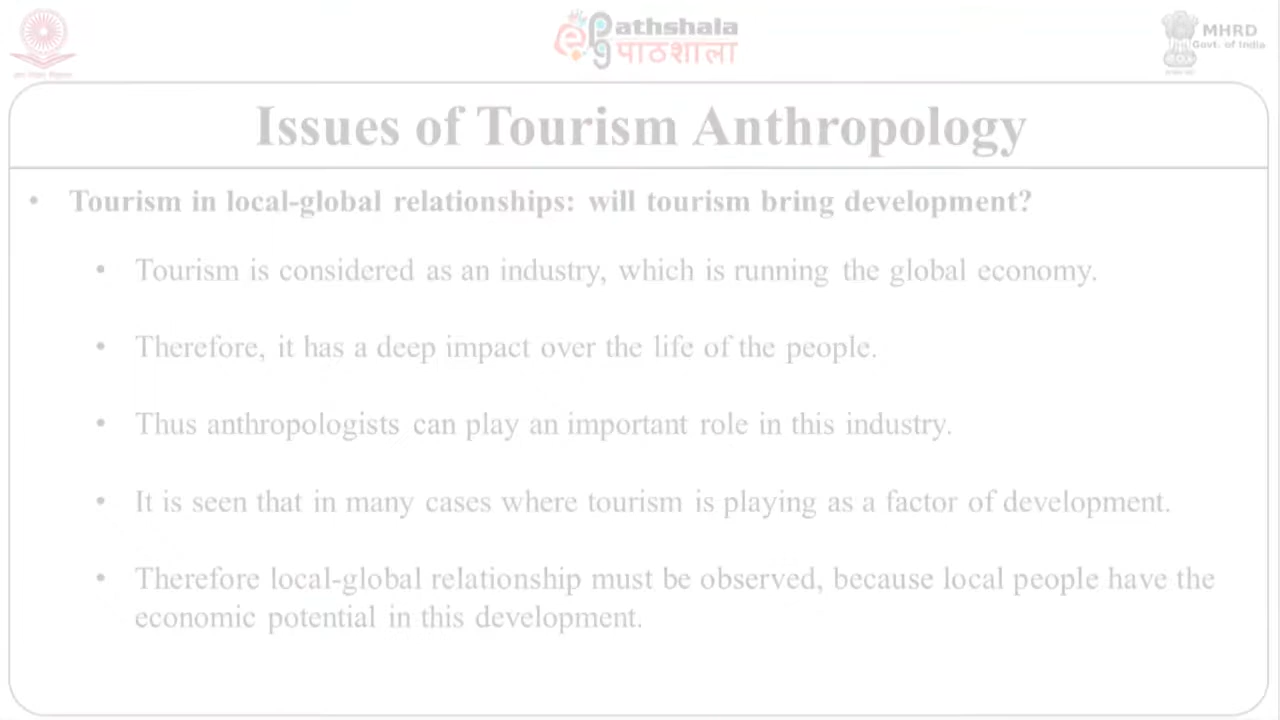 Pathshala
पाठशाला
MHRD
Govt. of India
Issues of Tourism Anthropology
• Tourism in local-global relationships: will tourism bring development?
• Tourism is considered as an industry, which is running the global economy.
• Therefore, it has a deep impact over the life of the people.
• Thus anthropologists can play an important role in this industry.
• It is seen that in many cases where tourism is playing as a factor of development.
• Therefore local-global relationship must be observed, because local people have the
economic potential in this development.